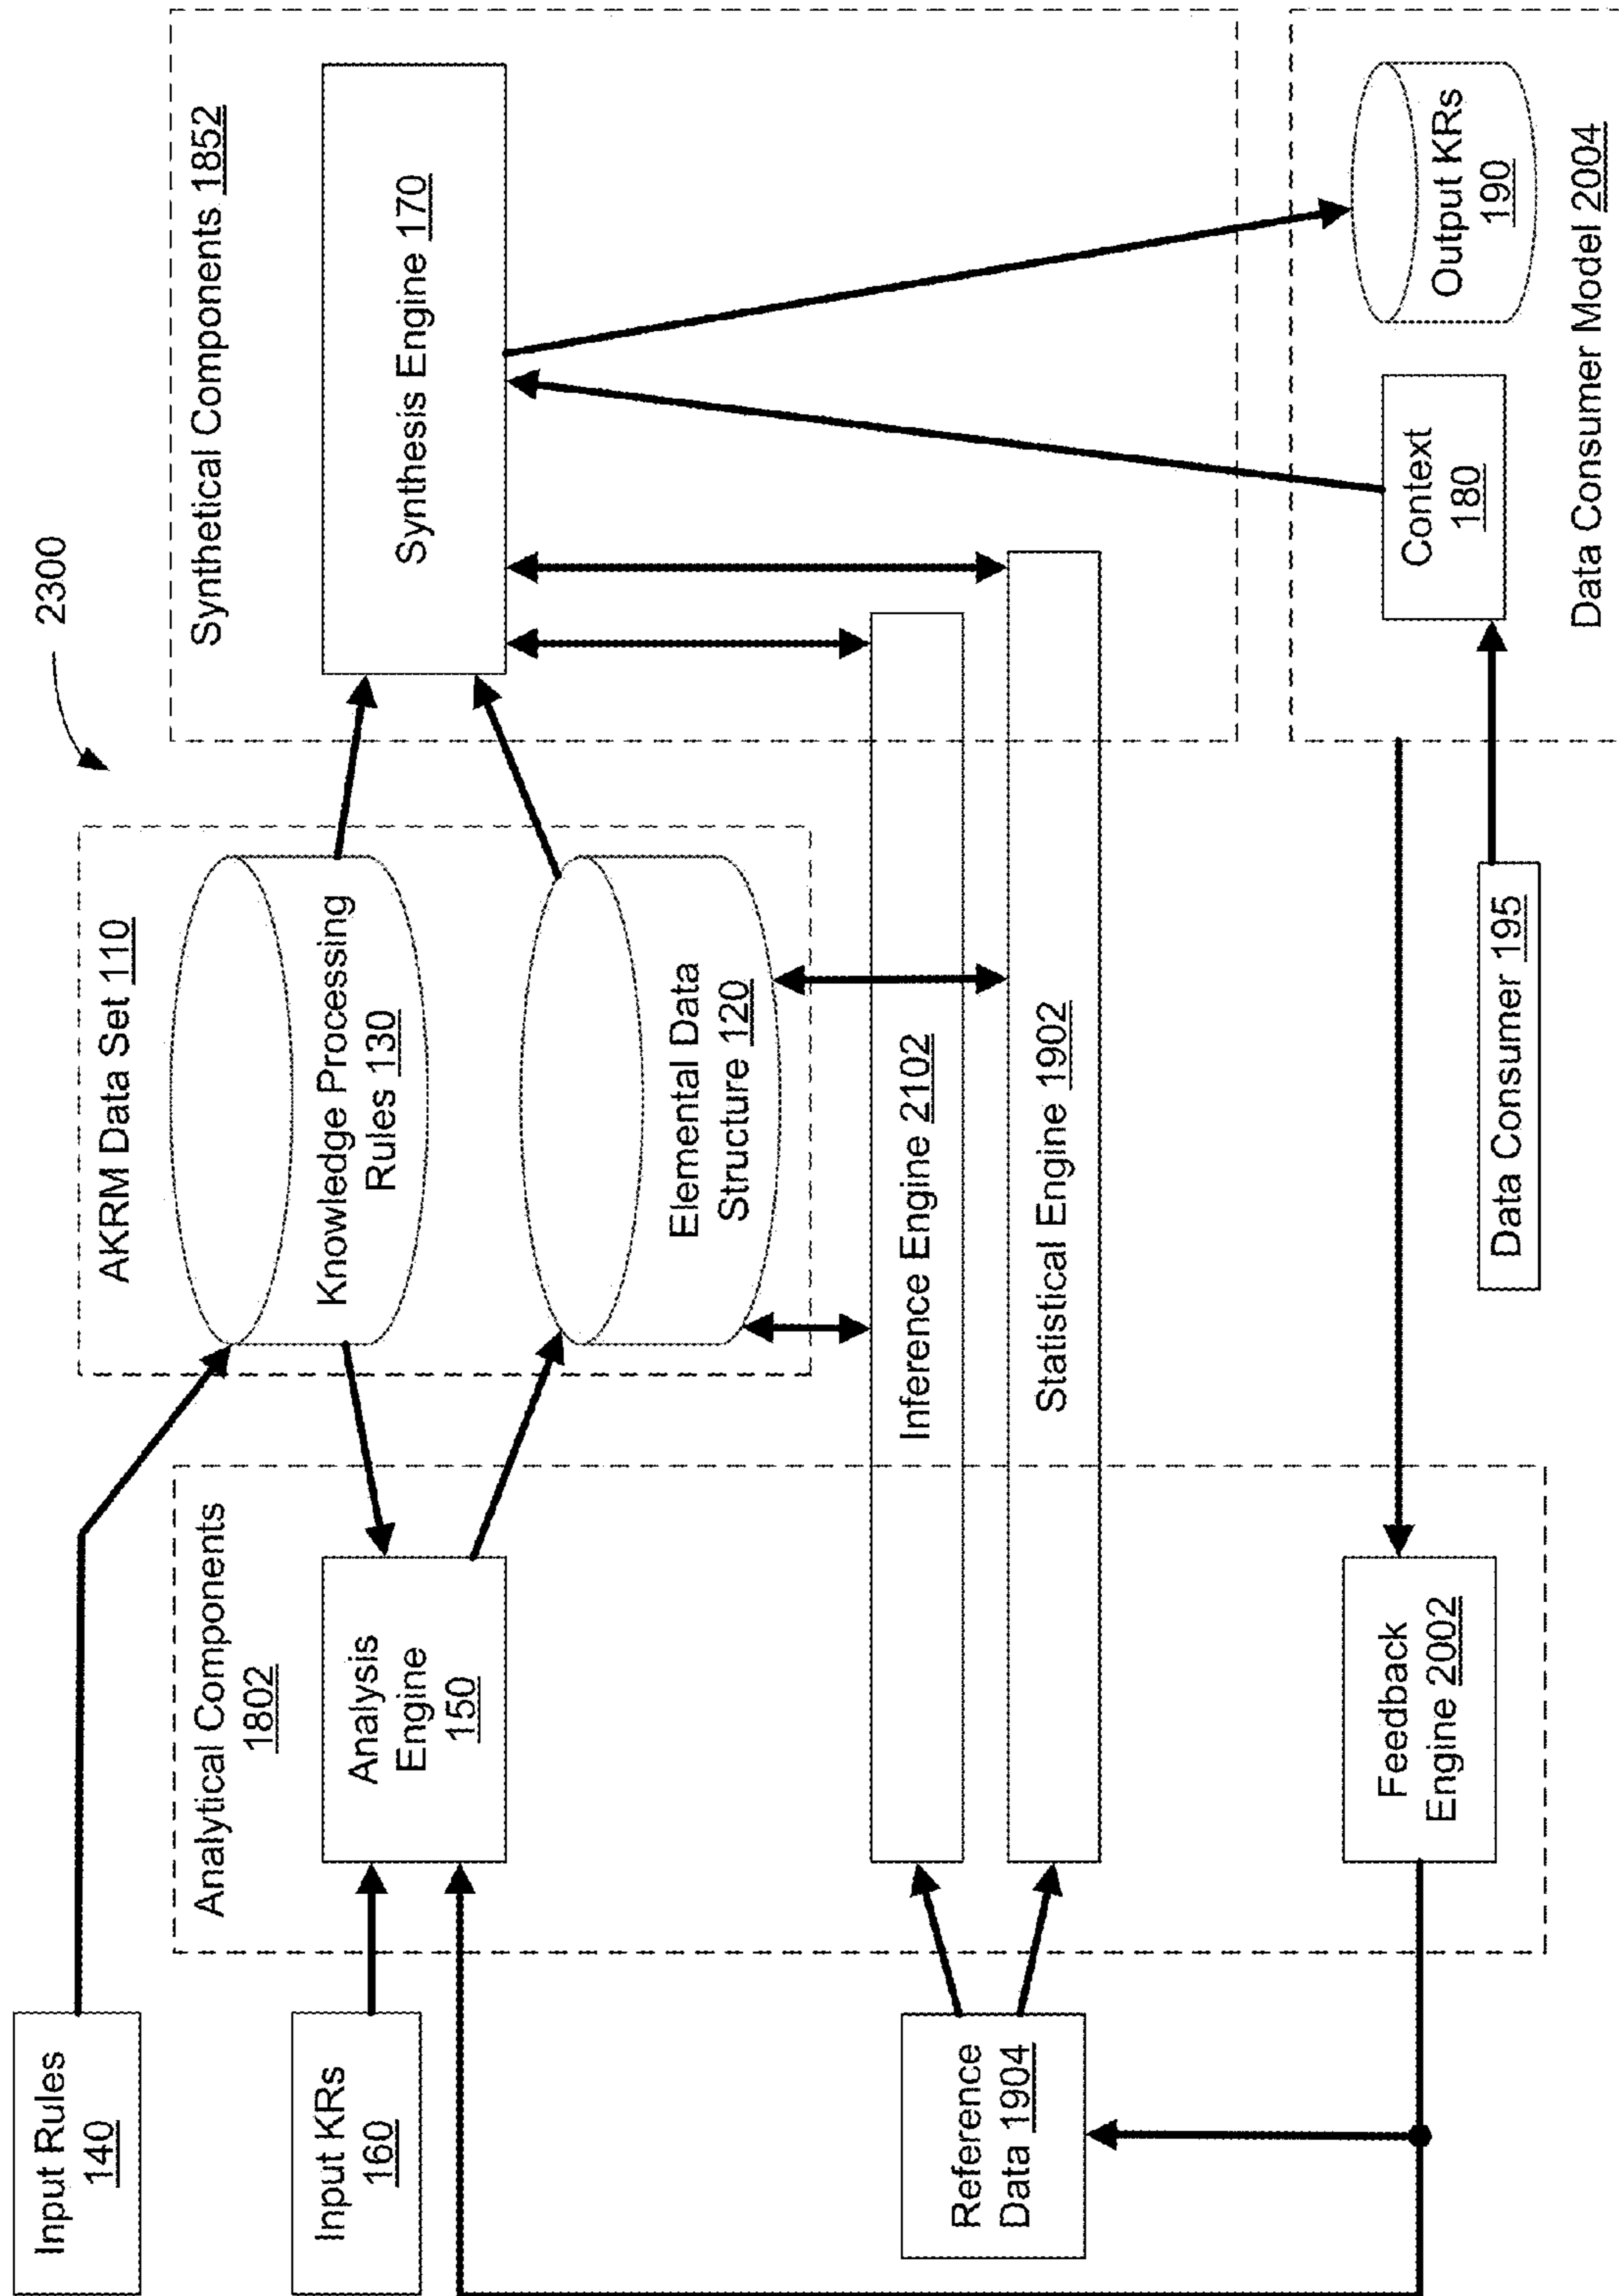 2300
Input Rules
140
Input KRs
160
Analytical Components
1802
Analysis
Engine
150
AKRM Data Set 110
Knowledge Processing
Rules 130
Elemental Data
Structure 120
Synthetical Components 1852
Synthesis Engine 170
Reference
Data 1904
Inference Engine 2102
Statistical Engine 1902
Feedback
Engine 2002
Data Consumer 195
Context
180
Output KRs
190
Data Consumer Model 2004